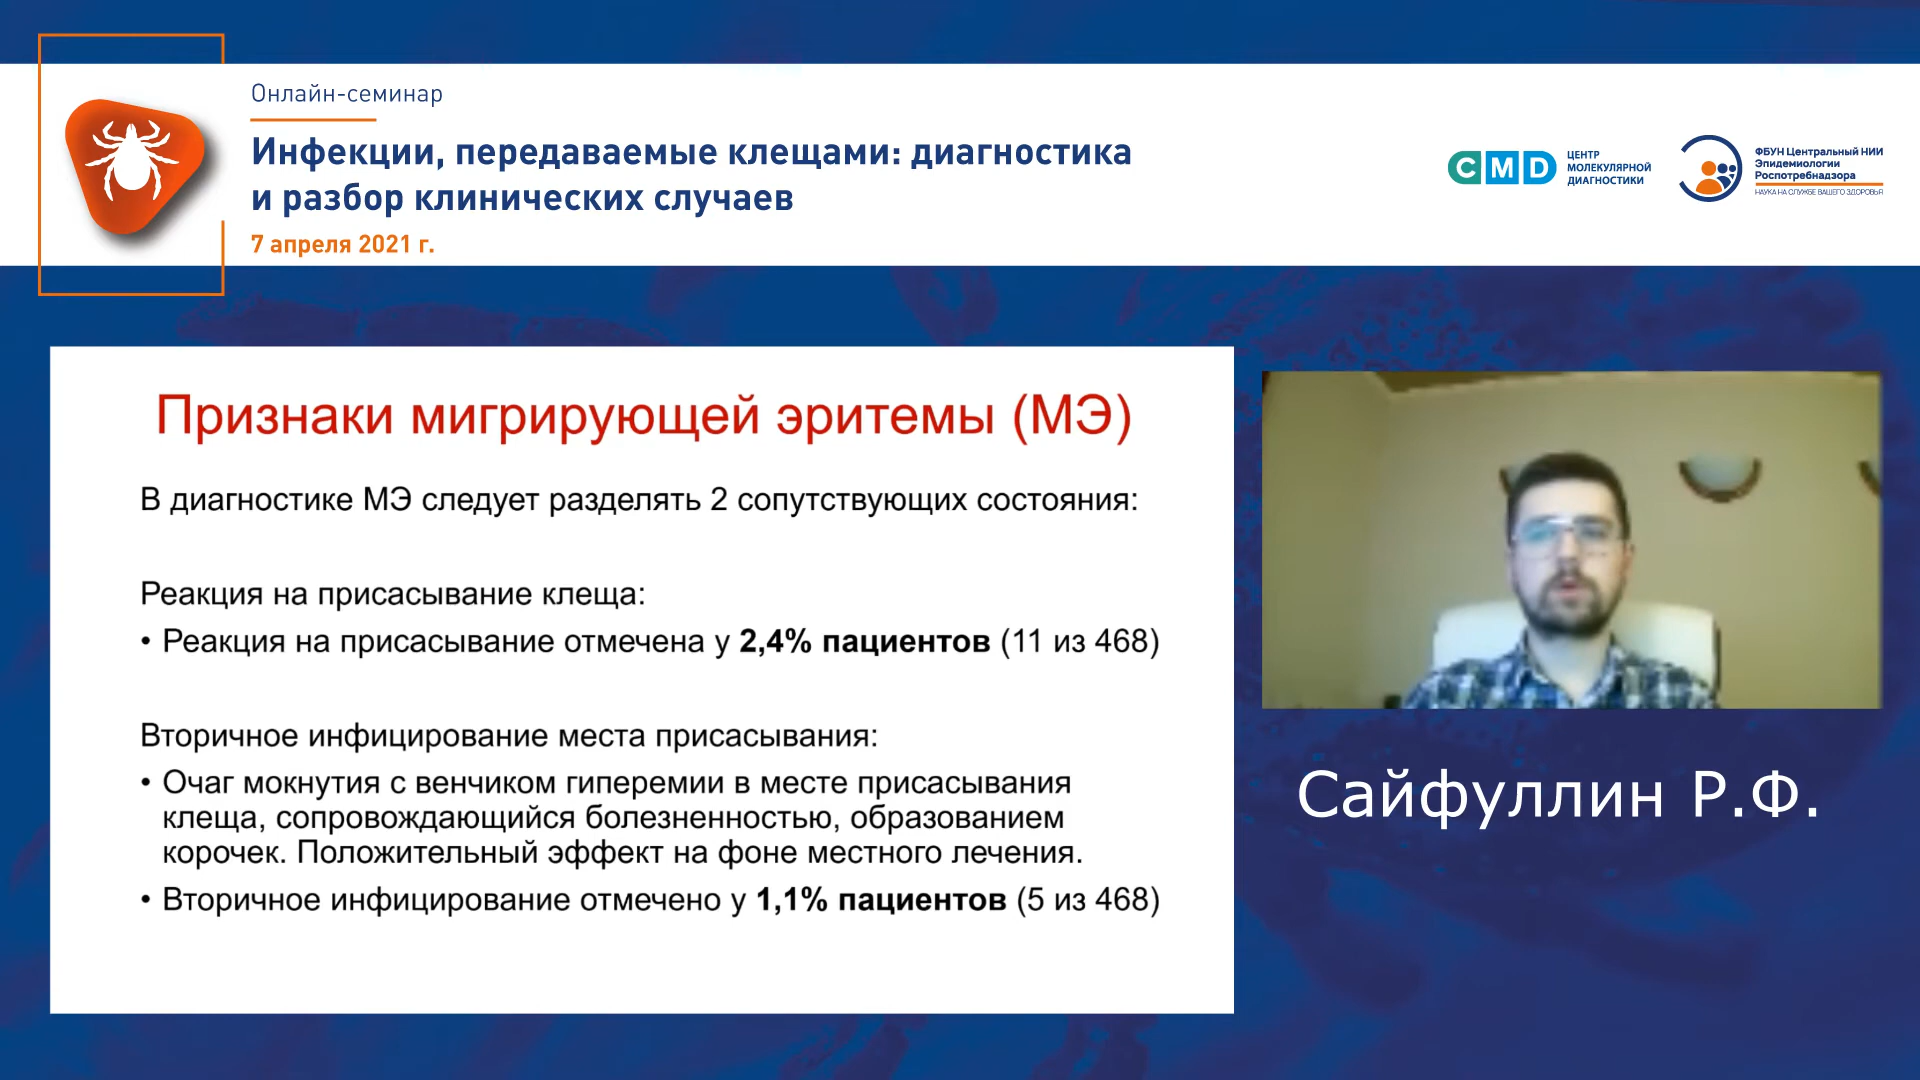 Онлайн-семинар
Инфекции, передаваемые клещами: диагностика
и разбор клинических случаев
7 апреля 2021 г.
CMD
ЦЕНТР
МОЛЕКУЛЯРНОЙ
ДИАГНОСТИКИ
ФБУН Центральный НИИ
Эпидемиологии
Роспотребнадзора
НАУКА НА СЛУЖБЕ ВАШЕГО ЗДОРОВЬЯ
Признаки мигрирующей эритемы (МЭ)
В диагностике МЭ следует разделять 2 сопутствующих состояния:
Реакция на присасывание клеща:
• Реакция на присасывание отмечена у 2,4% пациентов (11 из 468)
Вторичное инфицирование места присасывания:
• Очаг мокнутия с венчиком гиперемии в месте присасывания
клеща, сопровождающийся болезненностью, образованием
корочек. Положительный эффект на фоне местного лечения.
• Вторичное инфицирование отмечено у 1,1% пациентов (5 из 468)
Сайфуллин Р.Ф.